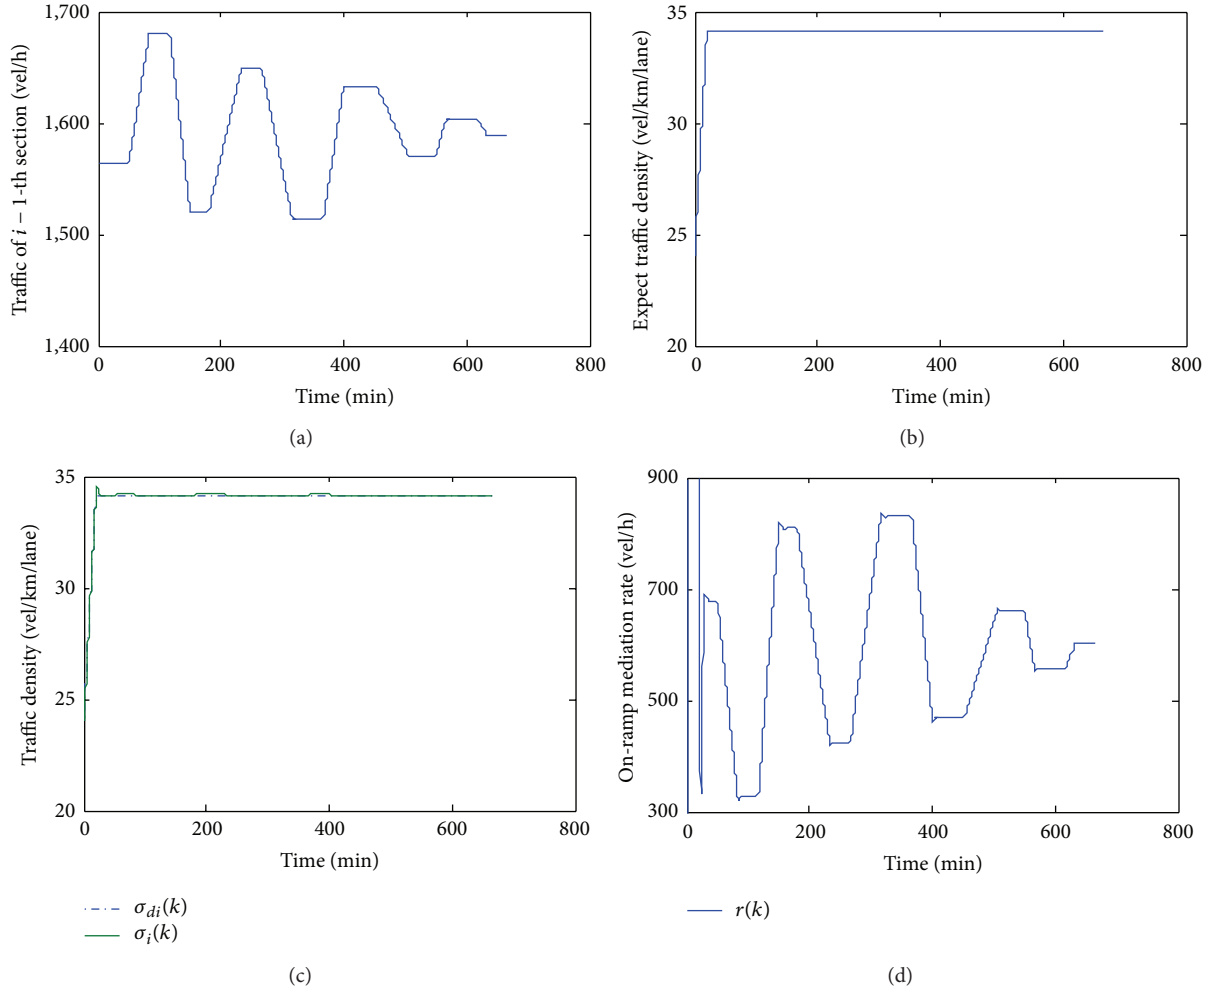 1,700
1,600
1,500
1,400
Traffic of i − 1-th section (vel/h)
0 200 400 600 800
Time (min)
(a)
35
30
25
20
Expect traffic density (vel/km/lane)
0 200 400 600 800
Time (min)
(b)
35
30
25
20
Traffic density (vel/km/lane)
0 200 400 600 800
Time (min)
σdi(k)
σi(k)
(c)
900
700
500
300
On-ramp mediation rate (vel/h)
0 200 400 600 800
Time (min)
r(k)
(d)